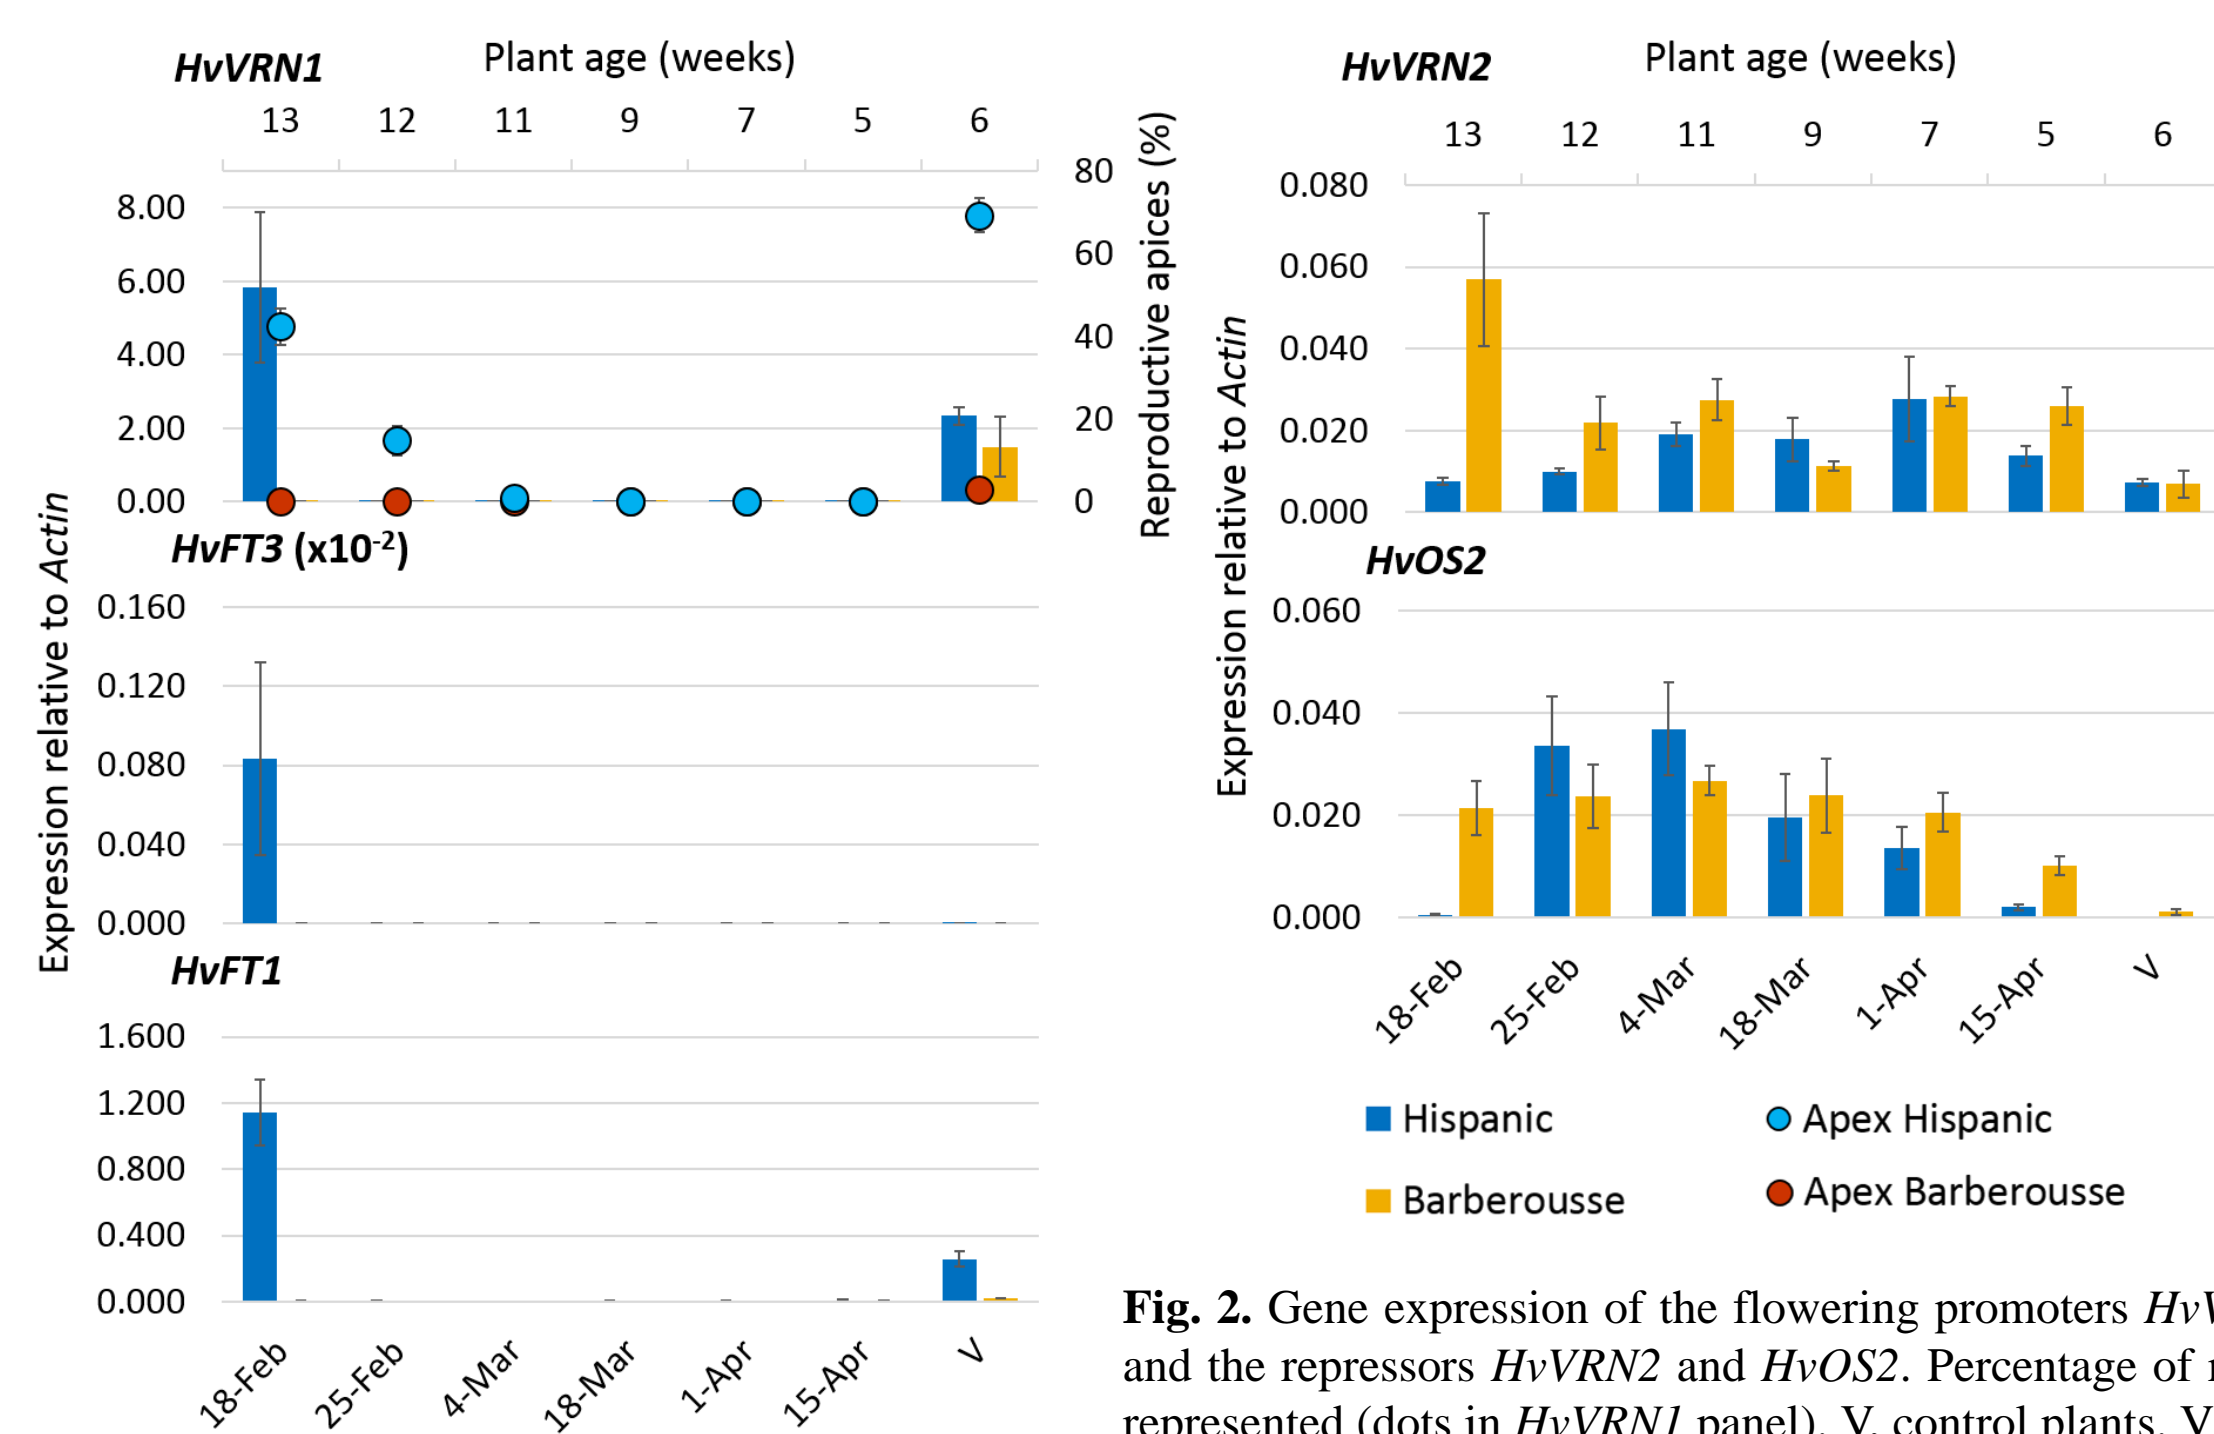 HvVRN1
Plant age (weeks)
13 12 11 9 7 5 6
8.00
6.00
4.00
2.00
0.00
80
60
40
20
0
Reproductive apices (%)
Expression relative to Actin
HvFT3 (x10-2)
0.160
0.120
0.080
0.040
0.000
HvFT1
1.600
1.200
0.800
0.400
0.000
18-Feb 25-Feb 4-Mar 18-Mar 1-Apr 15-Apr V
HvVRN2
Plant age (weeks)
13 12 11 9 7 5 6
0.080
0.060
0.040
0.020
0.000
Expression relative to Actin
HvOS2
0.060
0.040
0.020
0.000
18-Feb 25-Feb 4-Mar 18-Mar 1-Apr 15-Apr V
Hispanic
Apex Hispanic
Barberousse
Apex Barberousse
Fig. 2. Gene expression of the flowering promoters
and the repressors HvVRN2 and HvOS2. Percentage of
represented (dots in HvVRN1 panel). V, control plants.